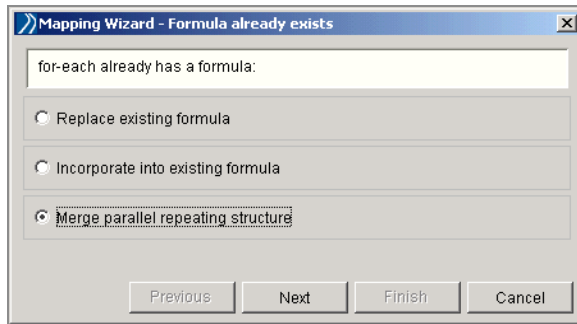 Mapping Wizard - Formula already exists
for-each already has a formula:
Replace existing formula
Incorporate into existing formula
Merge parallel repeating structure
Previous Next Finish Cancel